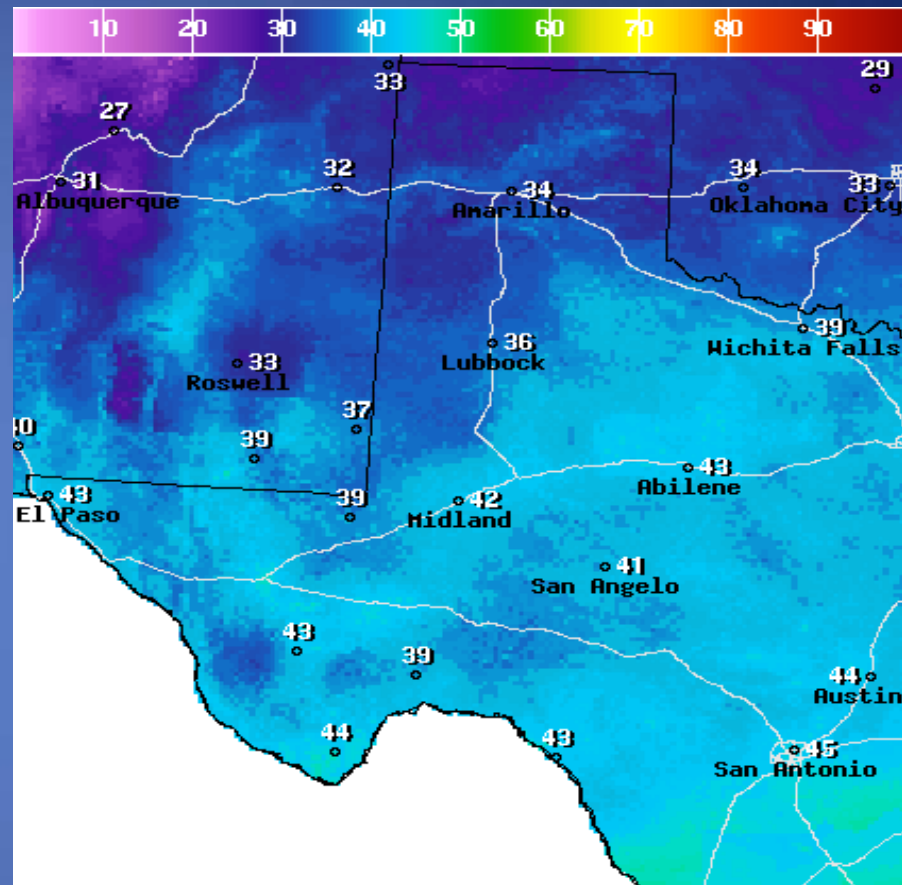 10 20 30 40 50 60 70 80 90
33
29
27
31
Albuquerque
32
34
Amarillo
34
33
Oklahoma City
39
Wichita Falls
36
Lubbock
33
Roswell
37
39
40
43
El Paso
39
42
Midland
43
Abilene
41
San Angelo
43
39
44
Austin
44
43
45
San Antonio